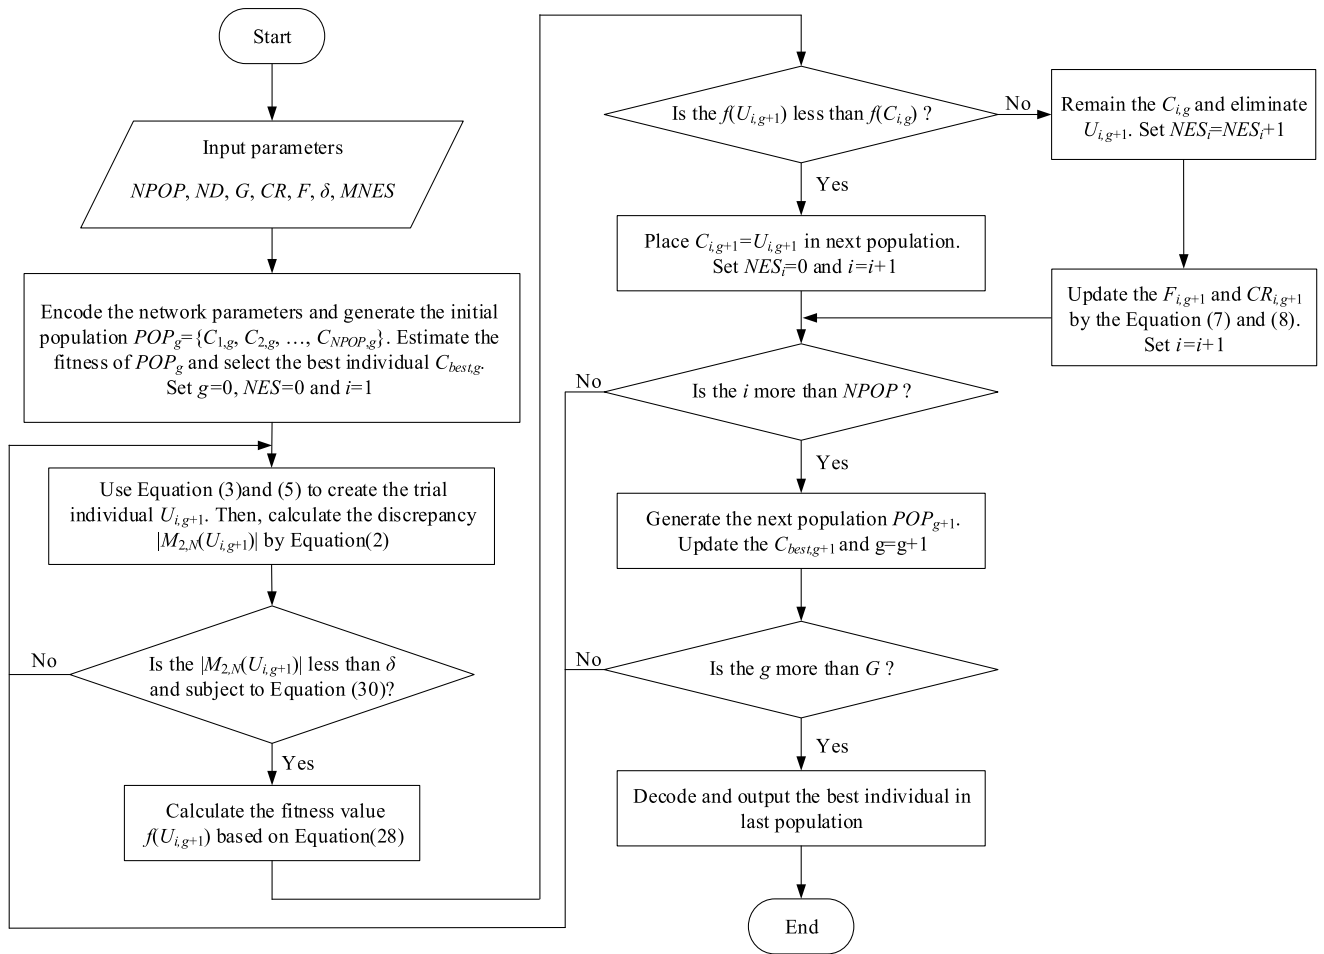 Start
Input parameters
NPOP, ND, G, CR, F, δ, MNES
Encode the network parameters and generate the initial
population POPg={C1,g, C2,g, …, CNPOP,g}. Estimate the
fitness of POPg and select the best individual Cbest,g.
Set g=0, NES=0 and i=1
Use Equation (3)and (5) to create the trial
individual Ui,g+1. Then, calculate the discrepancy
|M2,N(Ui,g+1)| by Equation(2)
No
Is the |M2,N(Ui,g+1)| less than δ
and subject to Equation (30)?
Yes
Calculate the fitness value
f(Ui,g+1) based on Equation(28)
Is the f(Ui,g+1) less than f(Ci,g) ?
No
Remain the Ci,g and eliminate
Ui,g+1. Set NESi=NESi+1
Yes
Place Ci,g+1=Ui,g+1 in next population.
Set NESi=0 and i=i+1
Update the Fi,g+1 and CRi,g+1
by the Equation (7) and (8).
Set i=i+1
No
Is the i more than NPOP ?
Yes
Generate the next population POPg+1.
Update the Cbest,g+1 and g=g+1
No
Is the g more than G ?
Yes
Decode and output the best individual in
last population
End